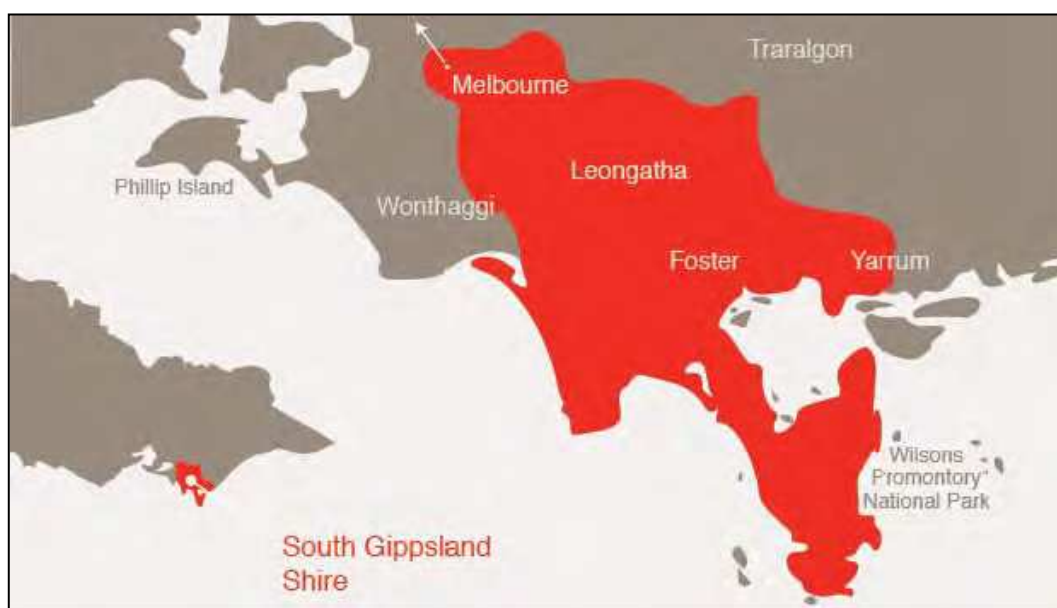 Traralgon
Melbourne
Leongatha
Phillip Island
Wonthaggi
Foster
Yarrum
Wilsons
Promontory"
National Park
South Gippsland
Shire